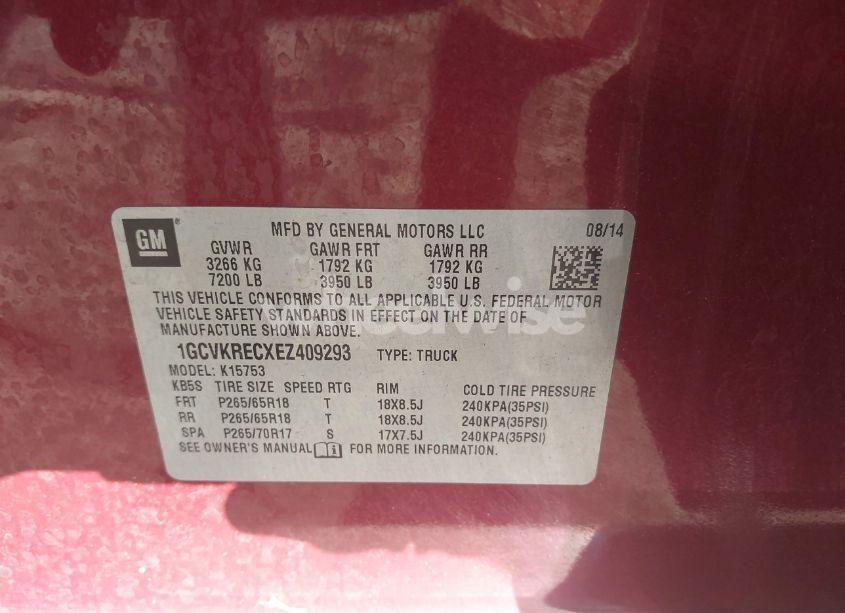 GM
MFD BY GENERAL MOTORS LLC 08/14
GVWR GAWR FRT GAWR RR
3266 KG 1792 KG 1792 KG
7200 LB 3950 LB 3950 LB
THIS VEHICLE CONFORMS TO ALL APPLICABLE U.S. FEDERAL MOTOR
VEHICLE SAFETY STANDARDS IN EFFECT ON THE DATE OF
MANUFACTURE SHOWN ABOVE.
1GCVKRECXEZ409293 TYPE: TRUCK
MODEL: K15753
KB5S TIRE SIZE SPEED RTG RIM COLD TIRE PRESSURE
FRT P265/65R18 T 18X8.5J 240KPA(35PSI)
RR P265/65R18 T 18X8.5J 240KPA(35PSI)
SPA P265/70R17 S 17X7.5J 240KPA(35PSI)
SEE OWNER'S MANUAL FOR MORE INFORMATION.